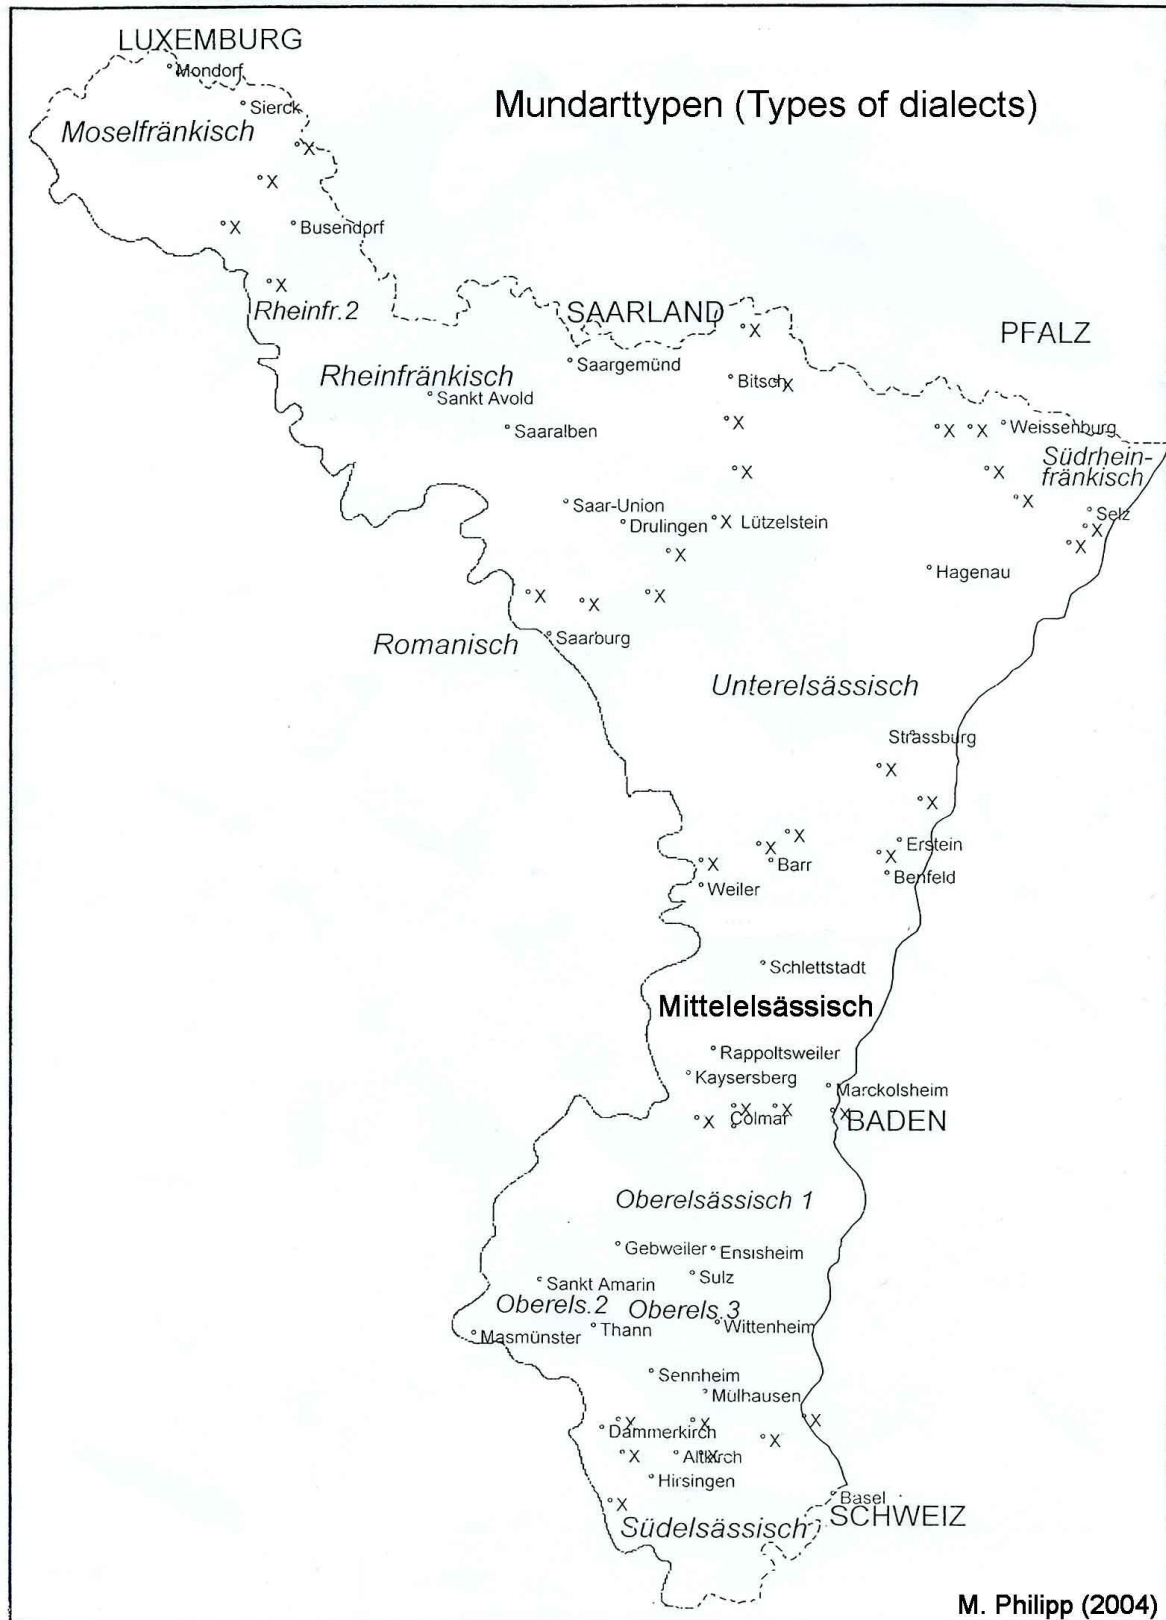 LUXEMBURG
Mondorf
Mundarttypen (Types of dialects)
Sierck
Moselfränkisch
X
X
X Busendorf
X
Rheinfr.2
SAARLAND
X
PFALZ
Saargemünd
Rheinfränkisch
Bitsch X
Sankt Avold
X
X X Weissenburg
Saaralben
Südrhein-
fränkisch
X
X
X
Saar-Union
Selz
Drulingen
X Lützelstein
X
X
X
Hagenau
X X X
Saarburg
Romanisch
Unterelsässisch
Strassburg
X
X
X
X
Erstein
X
X
Barr
Benfeld
Weiler
Schlettstadt
Mittelelsässisch
Rappoltsweiler
Kaysersberg
Marckolsheim
X X X
X
Colmar
BADEN
Oberelsässisch 1
Gebweiler
Ensisheim
Sulz
Sankt Amarin
Oberels.2
Oberels.3
Wittenheim
Thann
Masmünster
Sennheim
Mülhausen
X X X
Dammerkirch
X
X
Altkirch
X
Hirsingen
Basel
X
SCHWEIZ
Südelsässisch
M. Philipp (2004)